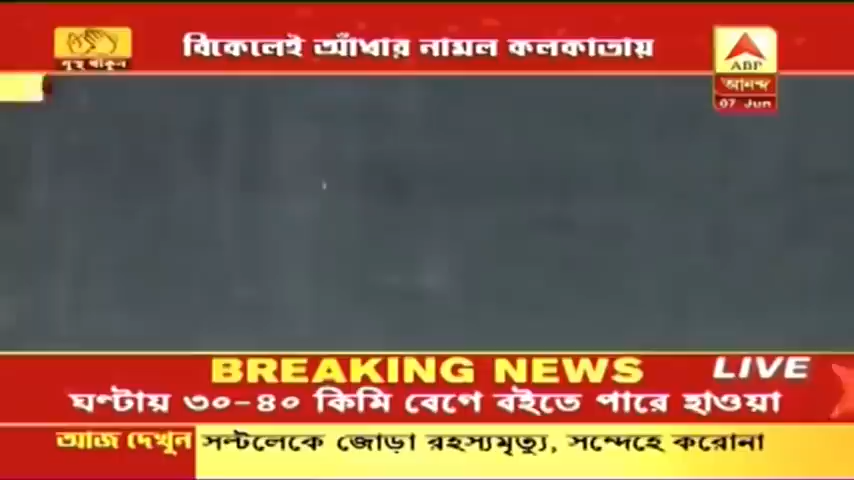 বিকেলেই আঁধার নামল কলকাতায়
সুস্থ থাকুন
ABP
আনন্দ
07 Jun
BREAKING NEWS
LIVE
ঘণ্টায় ৩০-৪০ কিমি বেগে বইতে পারে হাওয়া
আজ দেখুন
সল্টলেকে জোড়া রহস্যমৃত্যু, সন্দেহে করোনা